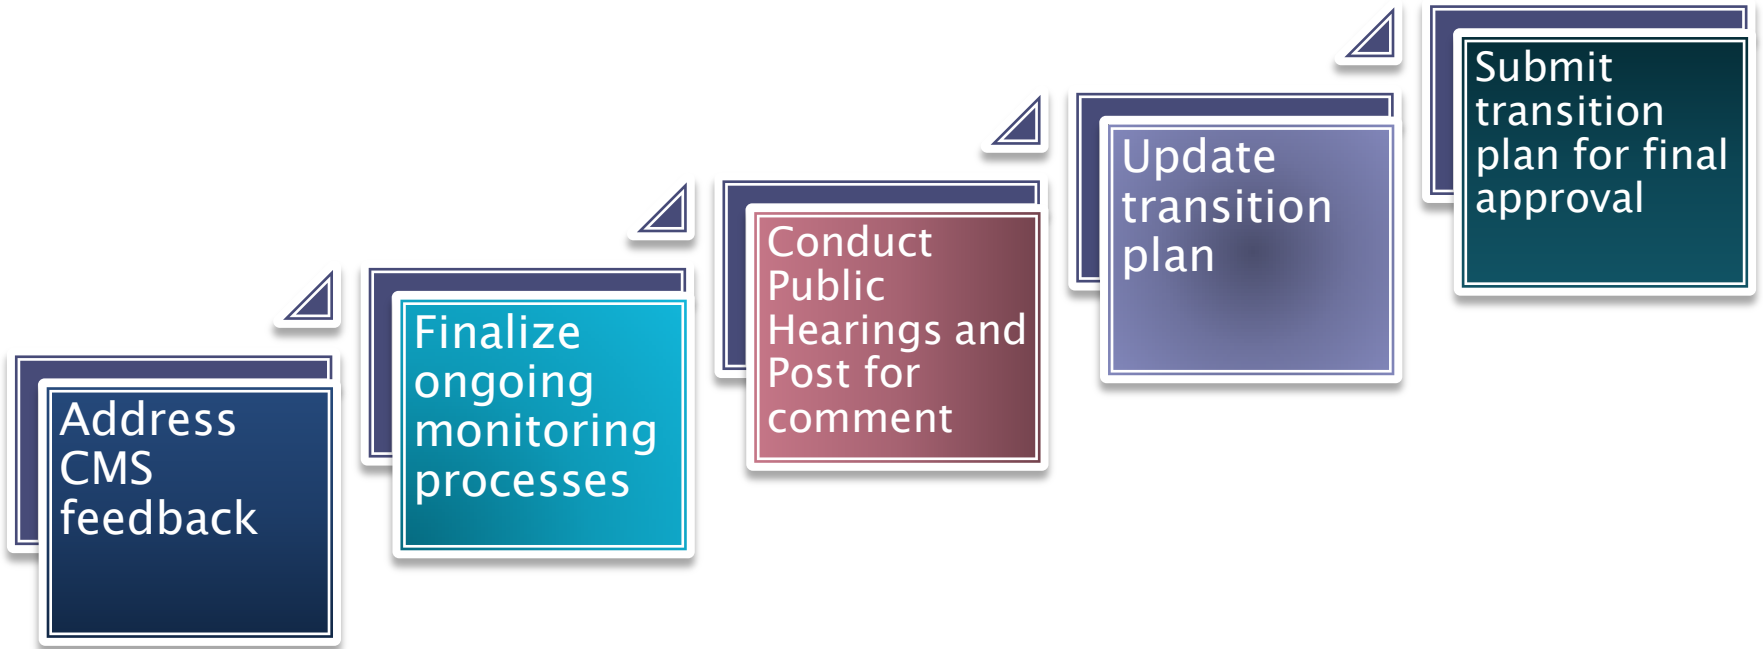 Address
CMS
feedback
Finalize
ongoing
monitoring
processes
Conduct
Public
Hearings and
Post for
comment
Update
transition
plan
Submit
transition
plan for final
approval